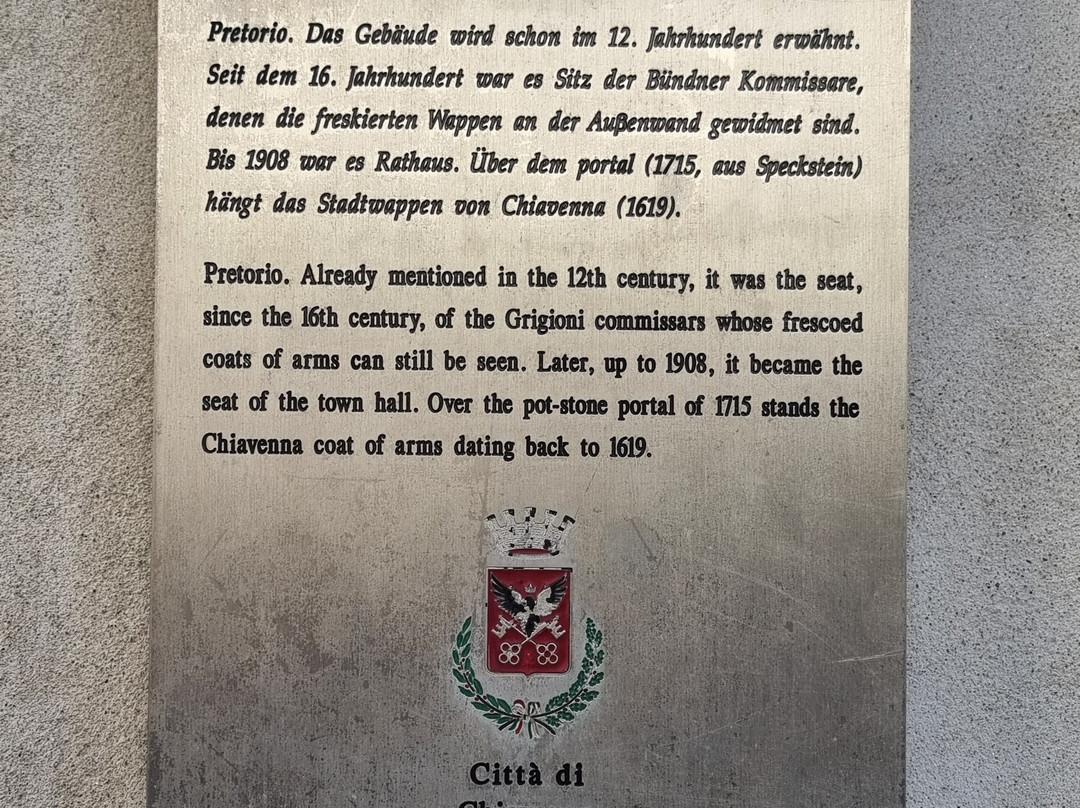 Pretorio. Das Gebäude wird schon im 12. Jahrhundert erwähnt.
Seit dem 16. Jahrhundert war es Sitz der Bündner Kommissare,
denen die freskierten Wappen an der Außenwand gewidmet sind.
Bis 1908 war es Rathaus. Über dem portal (1715, aus Speckstein)
hängt das Stadtwappen von Chiavenna (1619).
Pretorio. Already mentioned in the 12th century, it was the seat,
since the 16th century, of the Grigioni commissars whose frescoed
coats of arms can still be seen. Later, up to 1908, it became the
seat of the town hall. Over the pot-stone portal of 1715 stands the
Chiavenna coat of arms dating back to 1619.
Città di